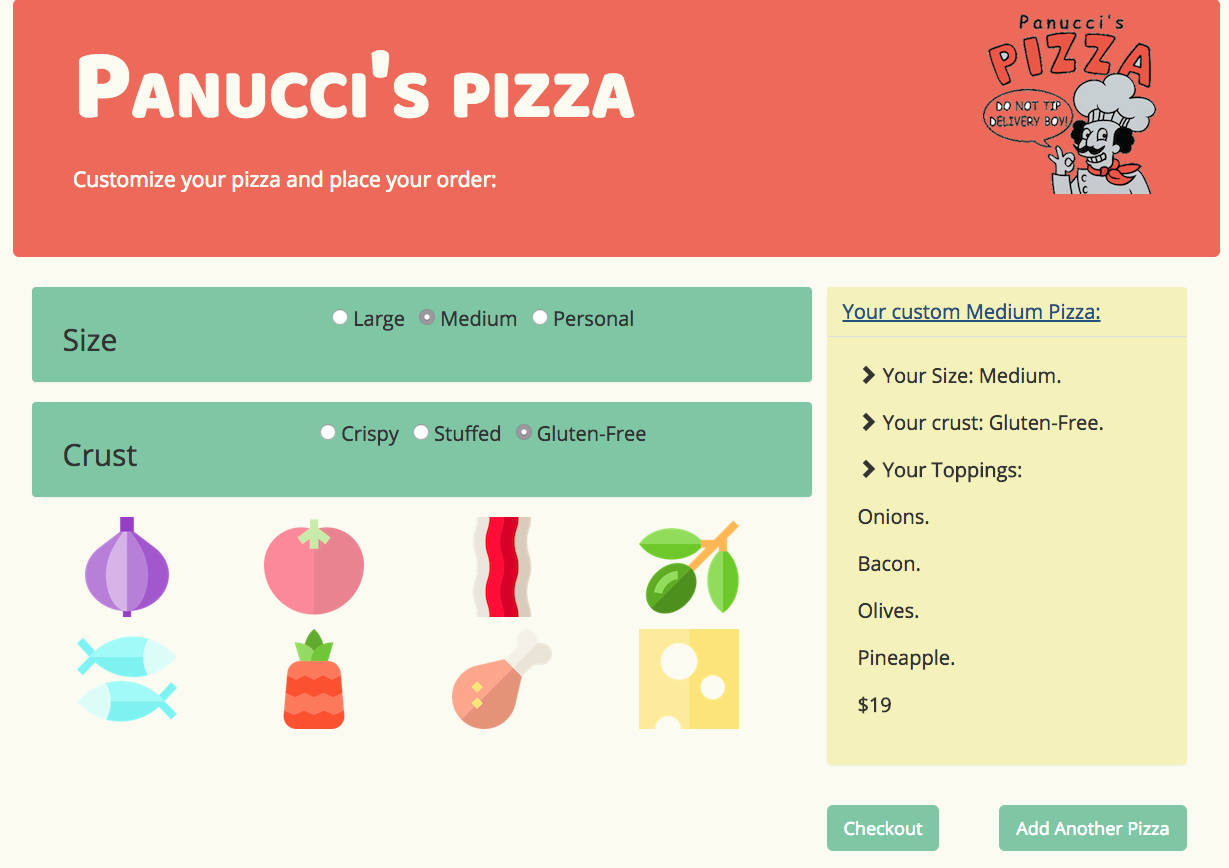 Panucci's pizza
Customize your pizza and place your order:
Panucci's
PIZZA
DO NOT TIP
DELIVERY BOY!
Size
Large Medium Personal
Crust
Crispy Stuffed Gluten-Free
Your custom Medium Pizza:
Your Size: Medium.
Your crust: Gluten-Free.
Your Toppings:
Onions.
Bacon.
Olives.
Pineapple.
$19
Checkout
Add Another Pizza